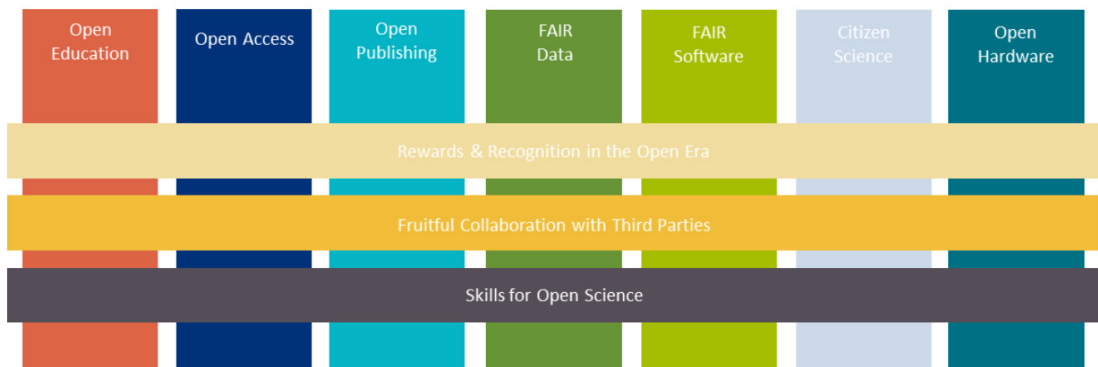 Open
Education
Open Access
Open
Publishing
FAIR
Data
FAIR
Software
Citizen
Science
Open
Hardware
Rewards & Recognition in the Open Era
Fruitful Collaboration with Third Parties
Skills for Open Science